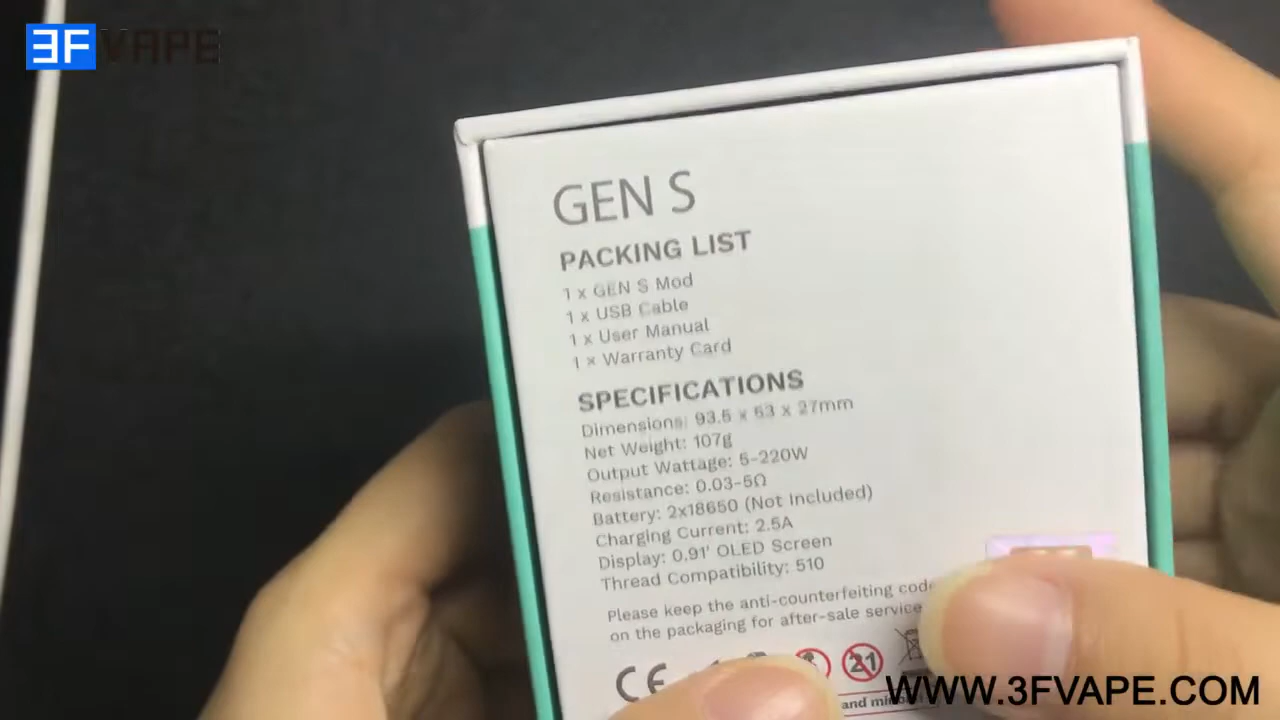 3FVAPE
GEN S
PACKING LIST
1 x GEN S Mod
1 x USB Cable
1 x User Manual
1 x Warranty Card
SPECIFICATIONS
Dimensions: 93.5 x 53 x 27mm
Net Weight: 107g
Output Wattage: 5-220W
Resistance: 0.03-5Ω
Battery: 2x18650 (Not Included)
Charging Current: 2.5A
Display: 0.91' OLED Screen
Thread Compatibility: 510
Please keep the anti-counterfeiting code
on the packaging for after-sale service
CE 21
and
WWW.3FVAPE.COM